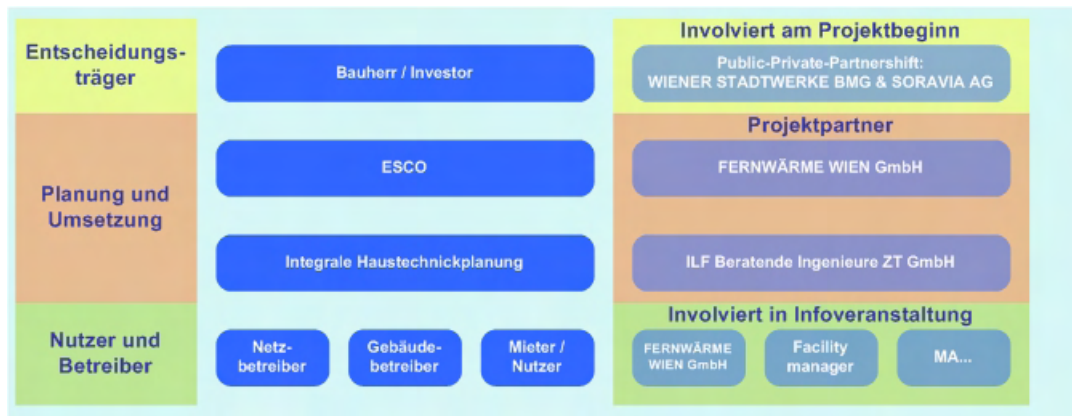 Entscheidungs-
träger
Bauherr / Investor
Involviert am Projektbeginn
Public-Private-Partnershift:
WIENER STADTWERKE BMG & SORAVIA AG
Planung und
Umsetzung
ESCO
Projektpartner
FERNWÄRME WIEN GmbH
Integrale Haustechnickplanung
ILF Beratende Ingenieure ZT GmbH
Nutzer und
Betreiber
Netz-
betreiber
Gebäude-
betreiber
Mieter /
Nutzer
Involviert in Infoveranstaltung
FERNWÄRME
WIEN GmbH
Facility
manager
MA...